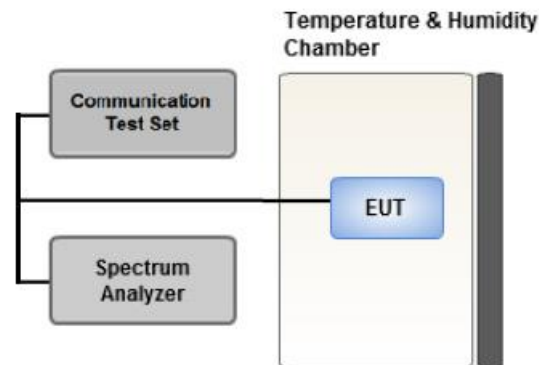 Temperature & Humidity
Chamber
Communication
Test Set
EUT
Spectrum
Analyzer